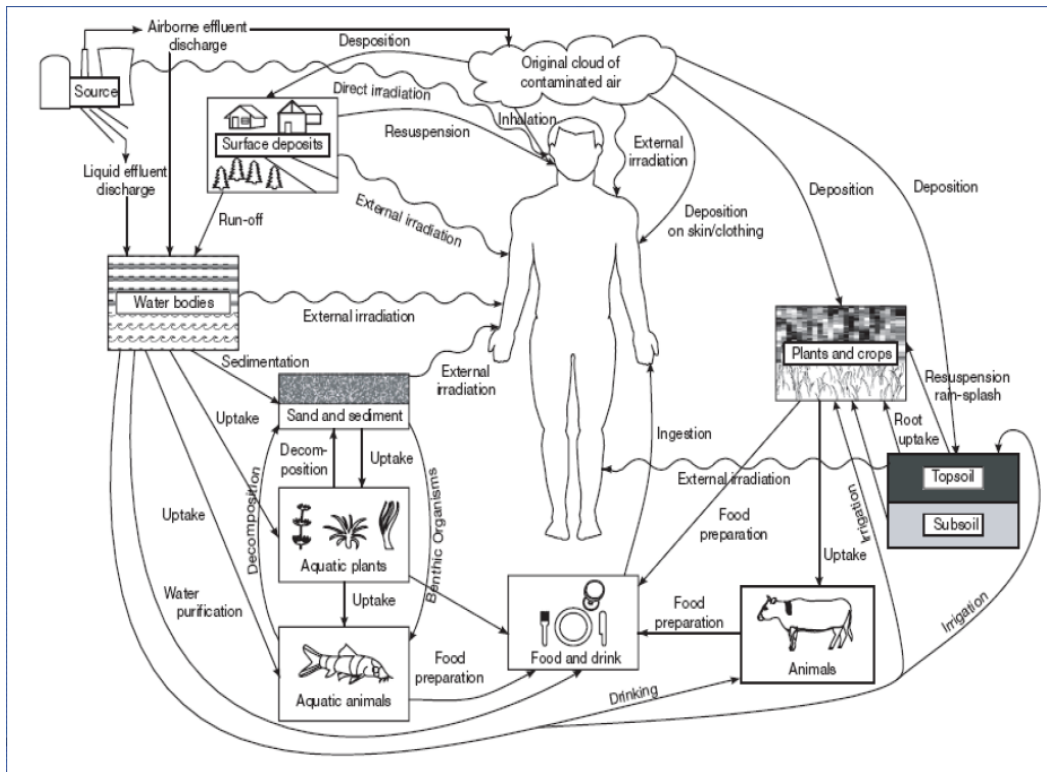 Airborne effluent
discharge
Desposition
Original cloud of
contaminated air
Source
Direct irradiation
Inhalation
Surface deposits
Resuspension
External
irradiation
Liquid effluent
discharge
External irradiation
Run-off
Deposition
on skin/clothing
Deposition
Deposition
Water bodies
External irradiation
Plants and crops
Sedimentation
External
irradiation
Sand and sediment
Resuspension
rain-splash
Root
uptake
Uptake
Decom-
position
Uptake
Ingestion
External irradiation
Topsoil
Subsoil
Decomposition
Benthic Organisms
Irrigation
Food
preparation
Uptake
Aquatic plants
Uptake
Water
purification
Uptake
Food
preparation
Irrigation
Food and drink
Animals
Food
preparation
Aquatic animals
Drinking